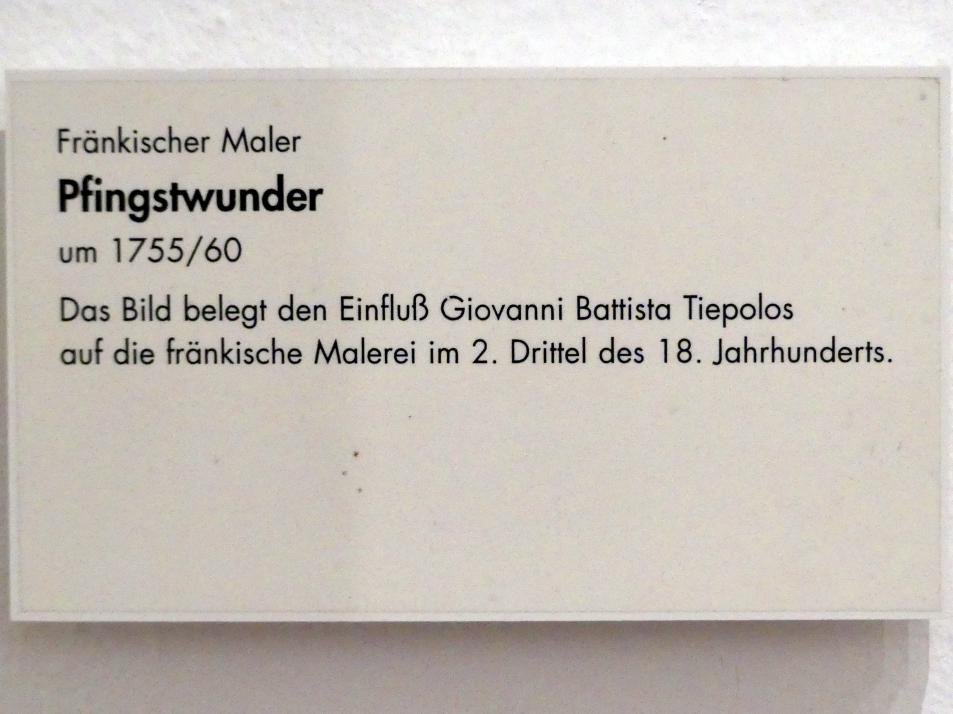 Fränkischer Maler
Pfingstwunder
um 1755/60
Das Bild belegt den Einfluß Giovanni Battista Tiepolos
auf die fränkische Malerei im 2. Drittel des 18. Jahrhunderts.